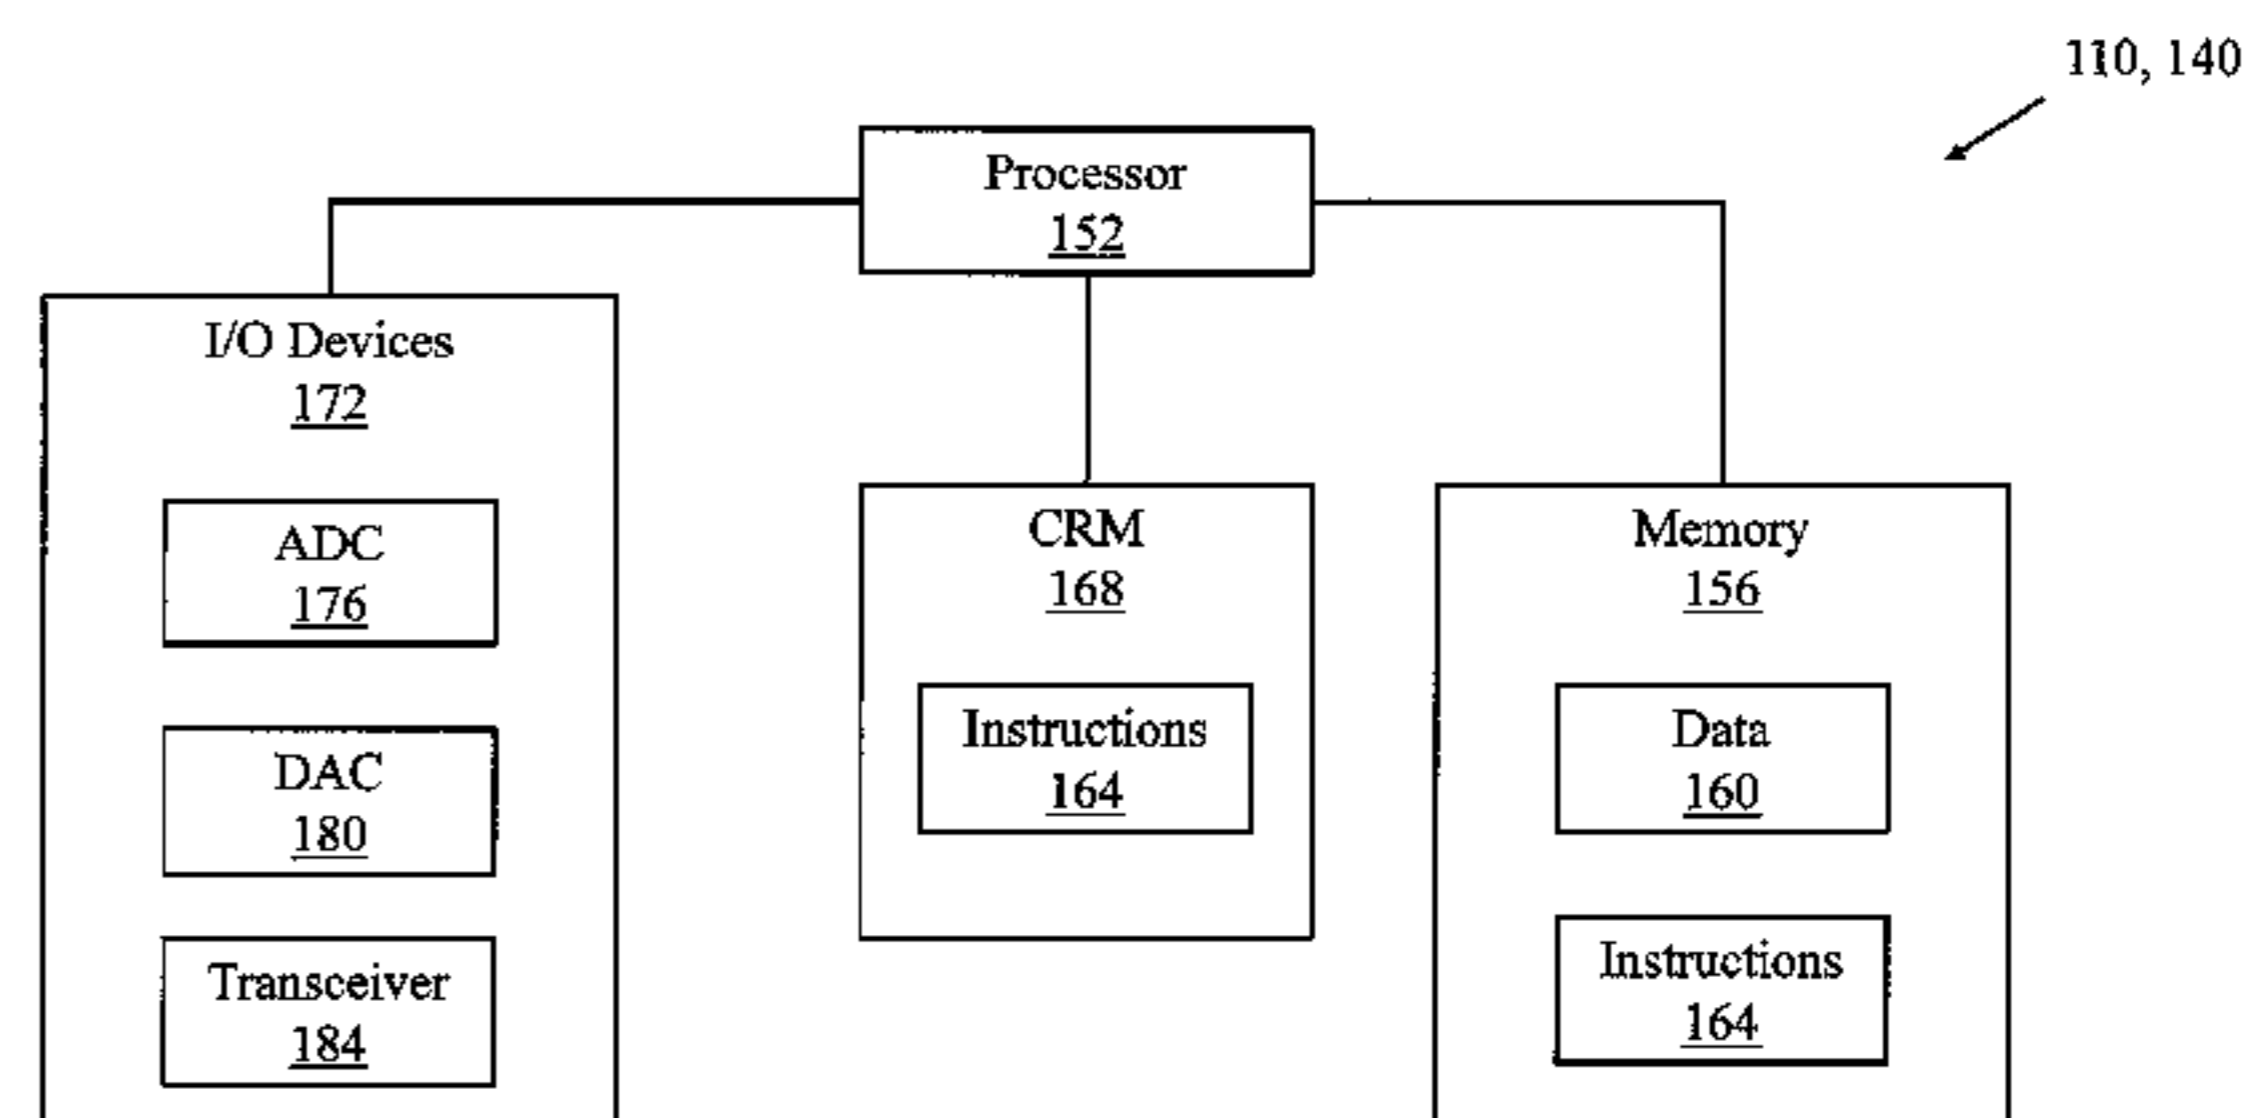 110, 140
Processor
152
I/O Devices
172
ADC
176
DAC
180
Transceiver
184
CRM
168
Instructions
164
Memory
156
Data
160
Instructions
164